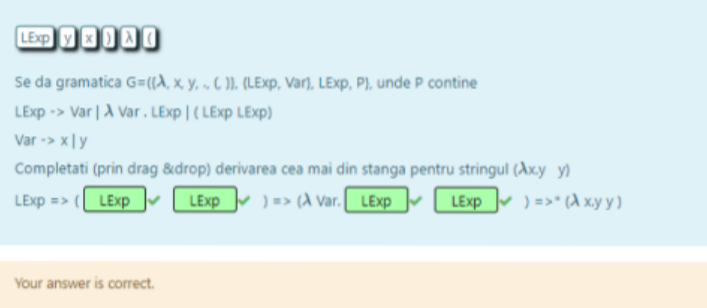 LExp y x ) λ (
Se da gramatica G=({λ, x, y, ., (, )}, {LExp, Var}, LExp, P}, unde P contine
LExp -> Var | λ Var . LExp | ( LExp LExp)
Var -> x | y
Completati (prin drag &drop) derivarea cea mai din stanga pentru stringul (λx.y y)
LExp => ( LExp ✔ LExp ✔ ) => (λ Var. LExp ✔ LExp ✔ ) =>* (λ x.y y )
Your answer is correct.